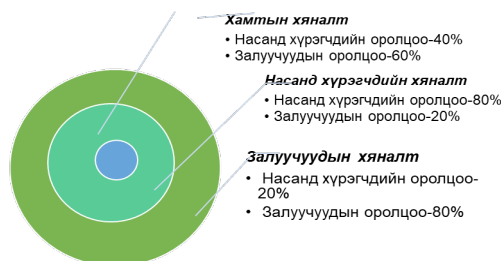 Хамтын хяналт
• Насанд хүрэгчдийн оролцоо-40%
• Залуучуудын оролцоо-60%
Насанд хүрэгчдийн хяналт
• Насанд хүрэгчдийн оролцоо-80%
• Залуучуудын оролцоо-20%
Залуучуудын хяналт
• Насанд хүрэгчдийн оролцоо-
20%
• Залуучуудын оролцоо-80%